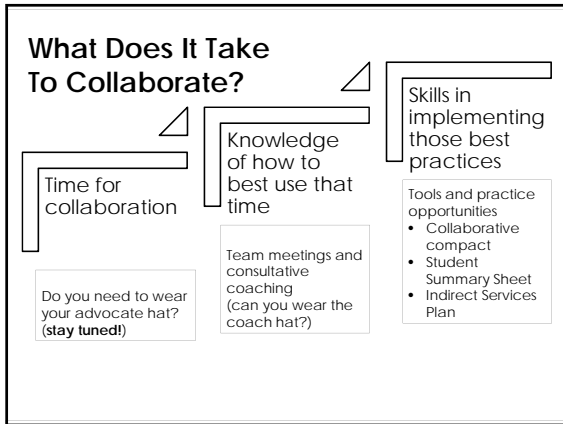 What Does It Take
To Collaborate?
Time for
collaboration
Do you need to wear
your advocate hat?
(stay tuned!)
Knowledge
of how to
best use that
time
Team meetings and
consultative
coaching
(can you wear the
coach hat?)
Skills in
implementing
those best
practices
Tools and practice
opportunities
• Collaborative
compact
• Student
Summary Sheet
• Indirect Services
Plan